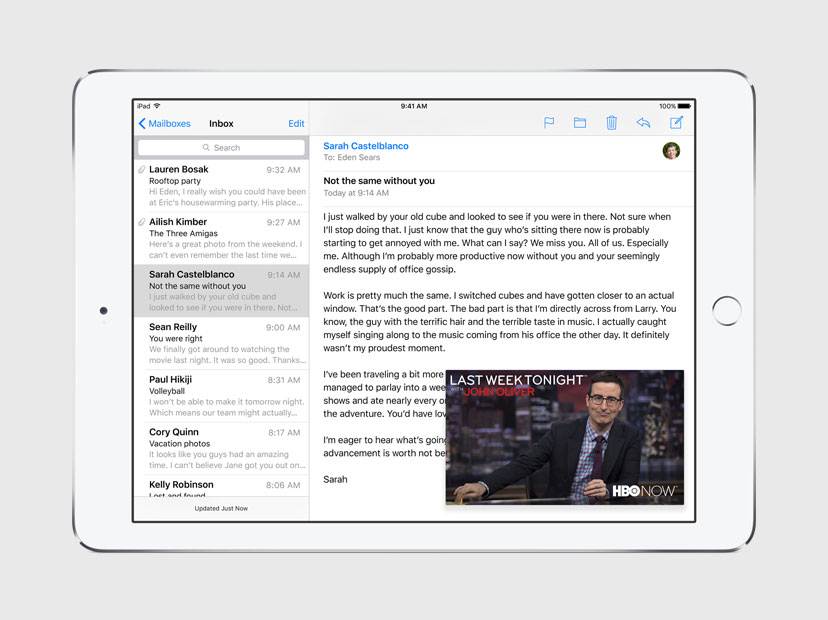 iPad
9:41 AM
100%
Mailboxes
Inbox
Edit
Search
Lauren Bosak 9:32 AM
Rooftop party
Hi Eden, I really wish you could have been
at Eric's housewarming party. His place...
Ailish Kimber 9:27 AM
The Three Amigas
Here's a great photo from the weekend. I
can't even remember the last time we...
Sarah Castelblanco 9:14 AM
Not the same without you
I just walked by your old cube and
looked to see if you were in there. Not...
Sean Reilly 9:00 AM
You were right
We finally got around to watching the
movie last night. It was so good. Thanks...
Paul Hikiji 8:31 AM
Volleyball
I won't be able to make it tomorrow night.
Which means our team might actually...
Cory Quinn 8:17 AM
Vacation photos
It looks like you guys had an amazing
time. I can't believe Jane got you out on...
Kelly Robinson 8:06 AM
Lost and found
Updated Just Now
Sarah Castelblanco
To: Eden Sears
Not the same without you
Today at 9:14 AM
I just walked by your old cube and looked to see if you were in there. Not sure when
I'll stop doing that. I just know that the guy who's sitting there now is probably
starting to get annoyed with me. What can I say? We miss you. All of us. Especially
me. Although I'm probably more productive now without you and your seemingly
endless supply of office gossip.
Work is pretty much the same. I switched cubes and have gotten closer to an actual
window. That's the good part. The bad part is that I'm directly across from Larry. You
know, the guy with the terrific hair and the terrible taste in music. I actually caught
myself singing along to the music coming from his office the other day. It definitely
wasn't my proudest moment.
I've been traveling a bit more
managed to parlay into a wee
shows and ate nearly every o
the adventure. You'd have lov
I'm eager to hear what's going
advancement is worth not be
Sarah
LAST WEEK TONIGHT
WITH JOHN OLIVER
HBO NOW